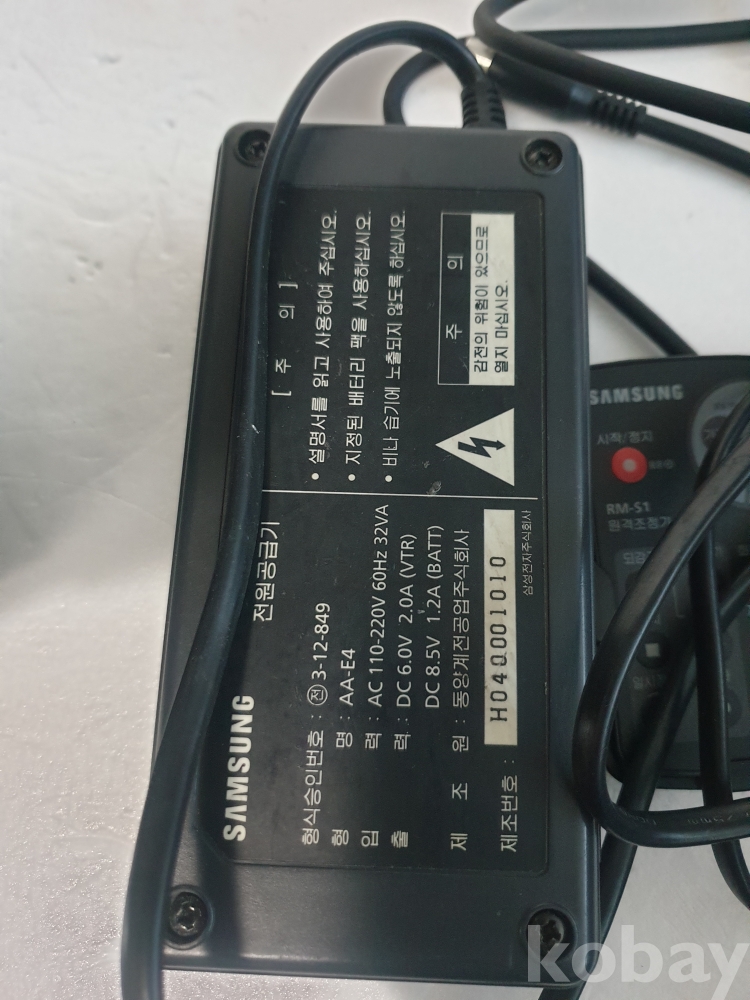 SAMSUNG
전원공급기
형식승인번호 : 전 3-12-849
형 명 : AA-E4
입 력 : AC 110-220V 60Hz 32VA
출 력 : DC 6.0V 2.0A (VTR)
DC 8.5V 1.2A (BATT)
제 조 원 : 동양계전공업주식회사
제조번호 : H040001010
삼성전자주식회사
[ 주 의 ]
• 설명서를 읽고 사용하여 주십시오.
• 지정된 배터리 팩을 사용하십시오.
• 비나 습기에 노출되지 않도록 하십시오.
주 의
감전의 위험이 있으므로
열지 마십시오.
SAMSUNG
시작/정지
RM-S1
원격조정기
kobay